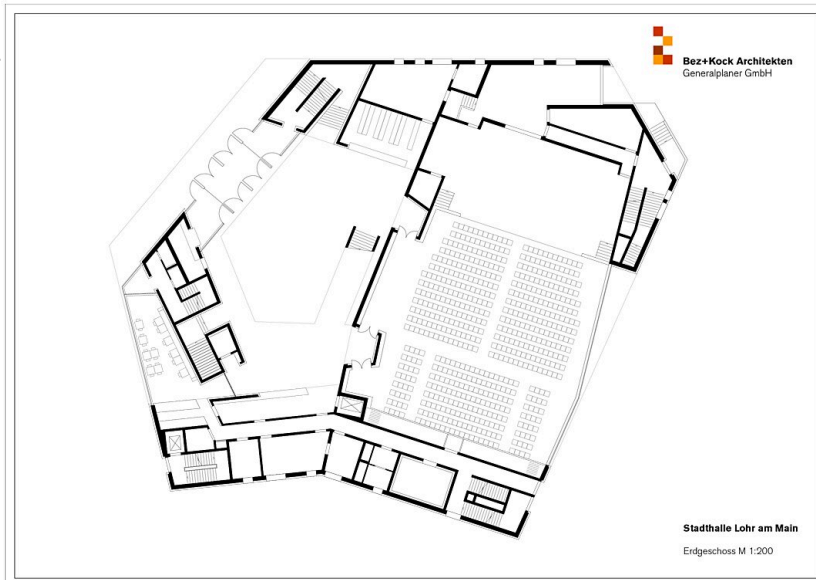 Bez+Kock Architekten
Generalplaner GmbH
Stadthalle Lohr am Main
Erdgeschoss M 1:200